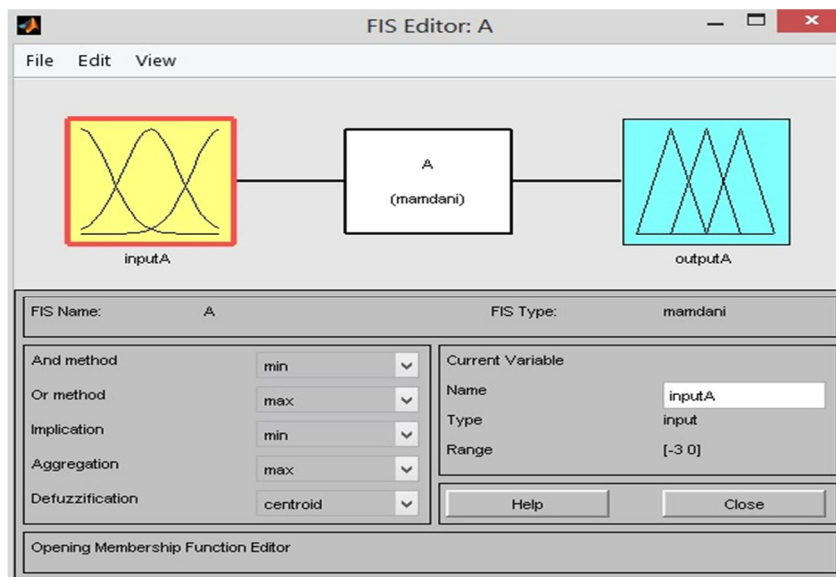 FIS Editor: A
File Edit View
A
(mamdani)
inputA
outputA
FIS Name: A FIS Type: mamdani
And method min
Or method max
Implication min
Aggregation max
Defuzzification centroid
Current Variable
Name inputA
Type input
Range [-3 0]
Help Close
Opening Membership Function Editor